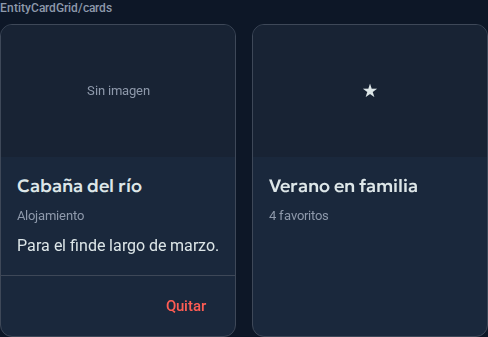 EntityCardGrid/cards
Sin imagen
Cabaña del río
Alojamiento
Para el finde largo de marzo.
Quitar
★
Verano en familia
4 favoritos